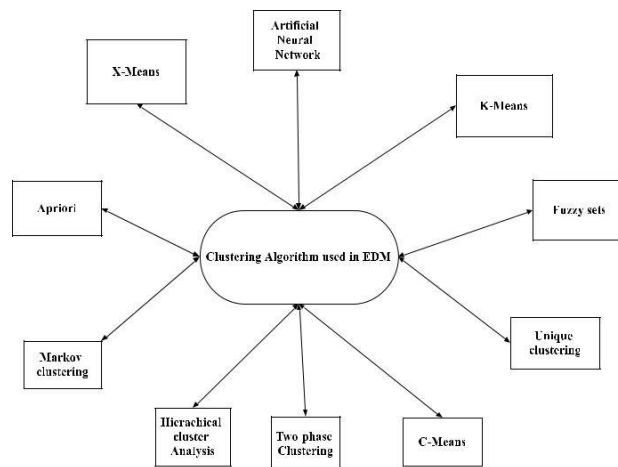 Artificial
Neural
Network
X-Means
K-Means
Apriori
Fuzzy sets
Clustering Algorithm used in EDM
Markov
clustering
Unique
clustering
Hierachical
cluster
Analysis
Two phase
Clustering
C-Means